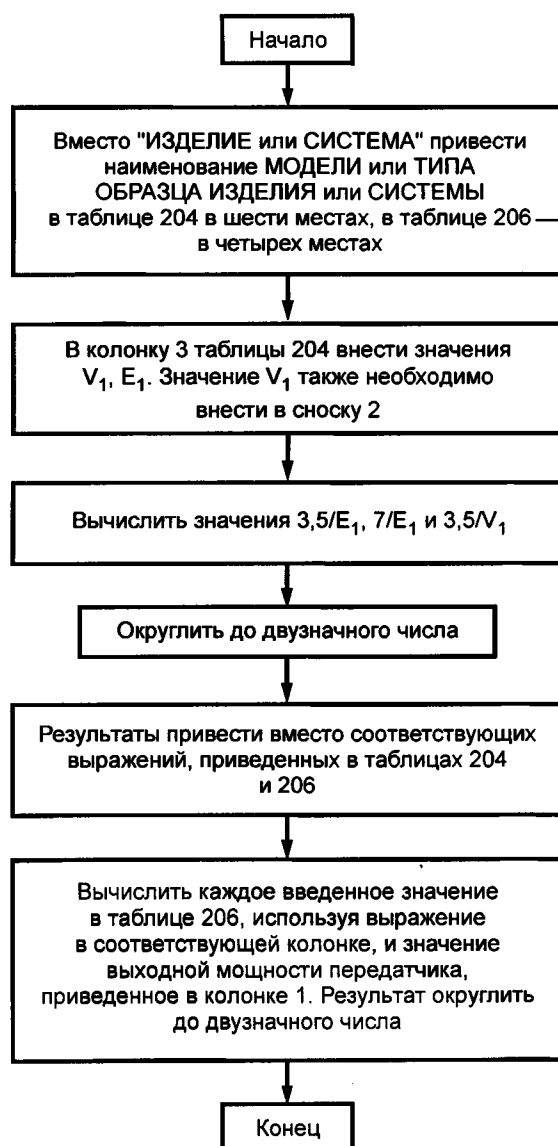 Начало
Вместо "ИЗДЕЛИЕ или СИСТЕМА" привести
наименование МОДЕЛИ или ТИПА
ОБРАЗЦА ИЗДЕЛИЯ или СИСТЕМЫ
в таблице 204 в шести местах, в таблице 206 —
в четырех местах
В колонку 3 таблицы 204 внести значения
V₁, E₁. Значение V₁ также необходимо
внести в сноску 2
Вычислить значения 3,5/E₁, 7/E₁ и 3,5/V₁
Округлить до двузначного числа
Результаты привести вместо соответствующих
выражений, приведенных в таблицах 204
и 206
Вычислить каждое введенное значение
в таблице 206, используя выражение
в соответствующей колонке, и значение
выходной мощности передатчика,
приведенное в колонке 1. Результат округлить
до двузначного числа
Конец